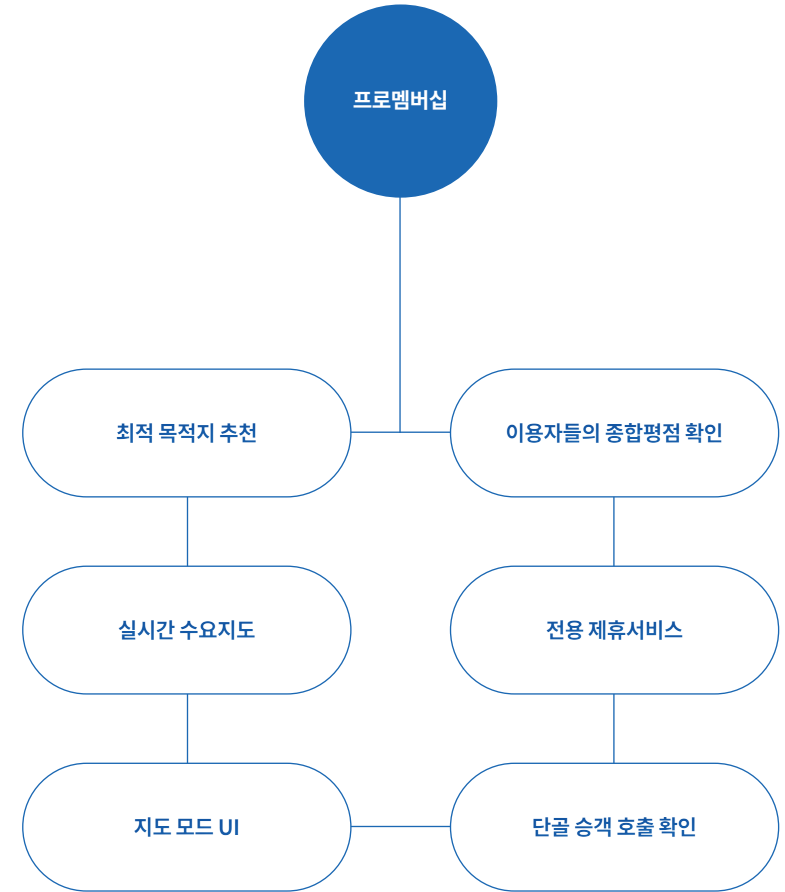 프로멤버십
최적 목적지 추천
이용자들의 종합평점 확인
실시간 수요지도
전용 제휴서비스
지도 모드 UI
단골 승객 호출 확인